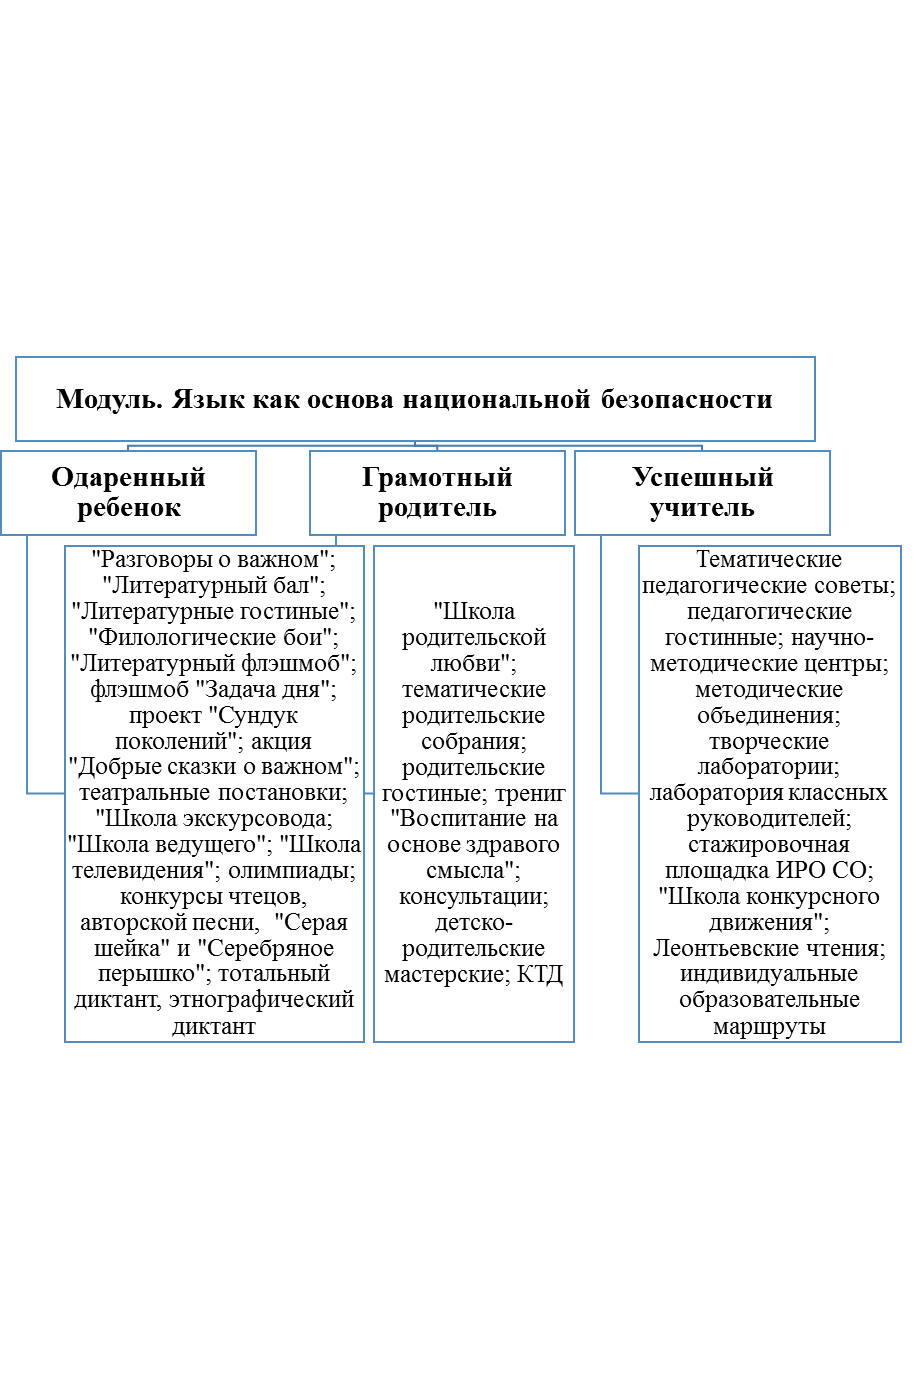 Модуль. Язык как основа национальной безопасности
Одаренный
ребенок
"Разговоры о важном";
"Литературный бал";
"Литературные гостиные";
"Филологические бои";
"Литературный флэшмоб";
флэшмоб "Задача дня";
проект "Сундук
поколений"; акция
"Добрые сказки о важном";
театральные постановки;
"Школа экскурсовода;
"Школа ведущего"; "Школа
телевидения"; олимпиады;
конкурсы чтецов,
авторской песни,  "Серая
шейка" и "Серебряное
перышко"; тотальный
диктант, этнографический
диктант
Грамотный
родитель
"Школа
родительской
любви";
тематические
родительские
собрания;
родительские
гостиные; трениг
"Воспитание на
основе здравого
смысла";
консультации;
детско-
родительские
мастерские; КТД
Успешный
учитель
Тематические
педагогические советы;
педагогические
гостинные; научно-
методические центры;
методические
объединения;
творческие
лаборатории;
лаборатория классных
руководителей;
стажировочная
площадка ИРО СО;
"Школа конкурсного
движения";
Леонтьевские чтения;
индивидуальные
образовательные
маршруты